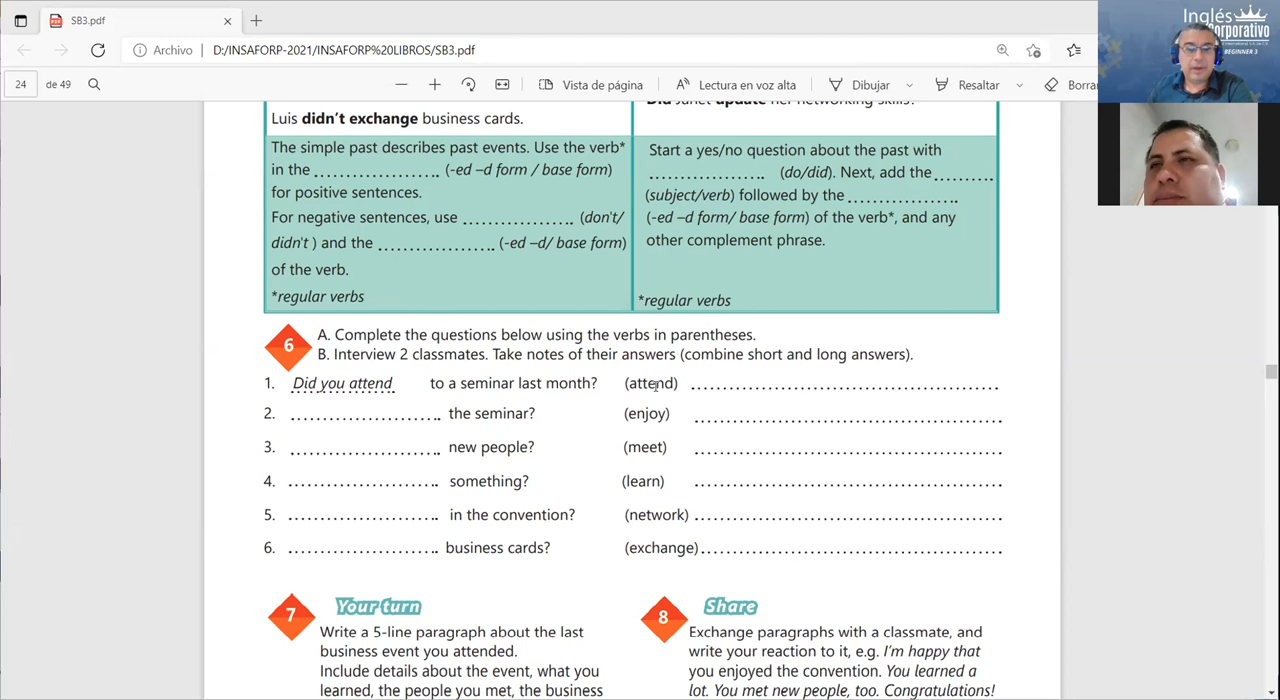 SB3.pdf
Archivo | D:/INSAFORP-2021/INSAFORP%20LIBROS/SB3.pdf
24 de 49
Vista de página
Lectura en voz alta
Dibujar
Resaltar
Borrar
Inglés
Corporativo
BEGINNER 3
Luis didn't exchange business cards.
Did Janet update her networking skills?
The simple past describes past events. Use the verb*
in the .................... (-ed –d form / base form)
for positive sentences.
For negative sentences, use .................... (don't/
didn't ) and the .................... (-ed –d/ base form)
of the verb.
*regular verbs
Start a yes/no question about the past with
.................... (do/did). Next, add the ..........
(subject/verb) followed by the ....................
(-ed –d form/ base form) of the verb*, and any
other complement phrase.
*regular verbs
6
A. Complete the questions below using the verbs in parentheses.
B. Interview 2 classmates. Take notes of their answers (combine short and long answers).
1. Did you attend to a seminar last month? (attend) ..................................................
2. .......................... the seminar? (enjoy) ..................................................
3. .......................... new people? (meet) ..................................................
4. .......................... something? (learn) ..................................................
5. .......................... in the convention? (network) ..................................................
6. .......................... business cards? (exchange) ..................................................
7 Your turn
Write a 5-line paragraph about the last
business event you attended.
Include details about the event, what you
learned, the people you met, the business
8 Share
Exchange paragraphs with a classmate, and
write your reaction to it, e.g. I'm happy that
you enjoyed the convention. You learned a
lot. You met new people, too. Congratulations!